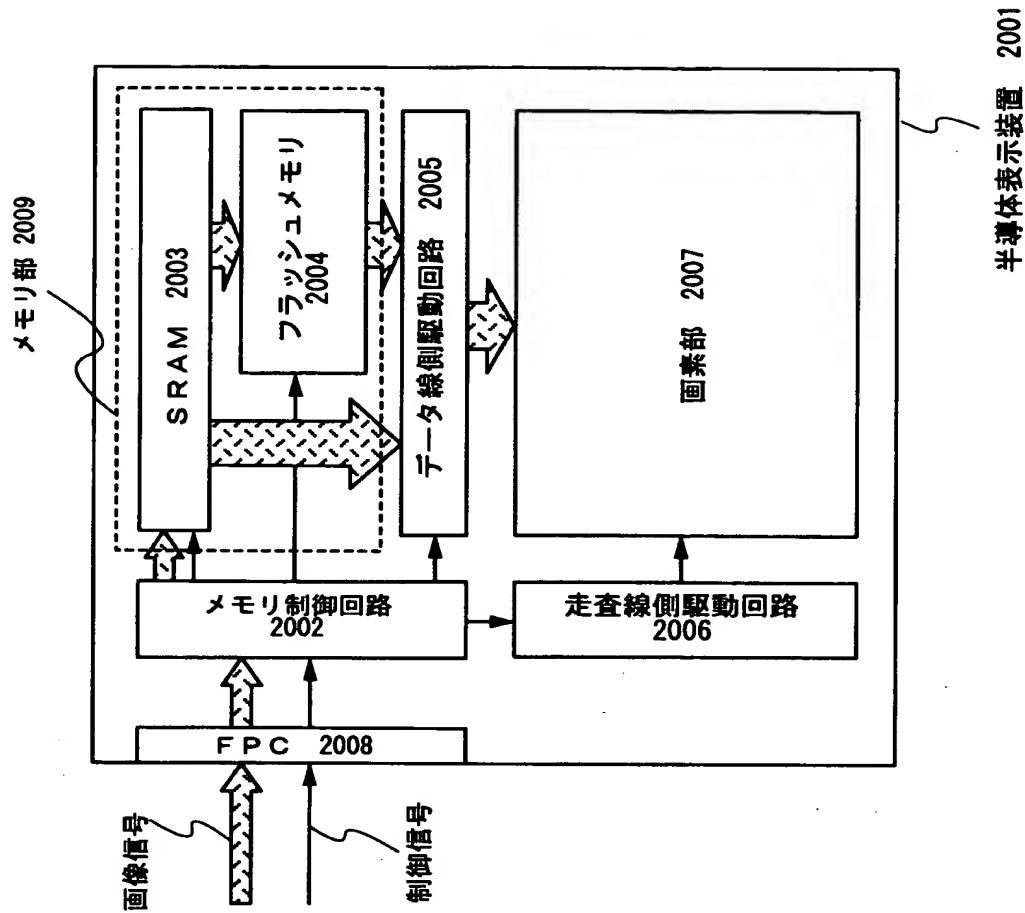 メモリ部 2009
SRAM 2003
フラッシュメモリ
2004
データ線側駆動回路 2005
画素部 2007
メモリ制御回路
2002
走査線側駆動回路
2006
FPC 2008
画像信号
制御信号
半導体表示装置 2001